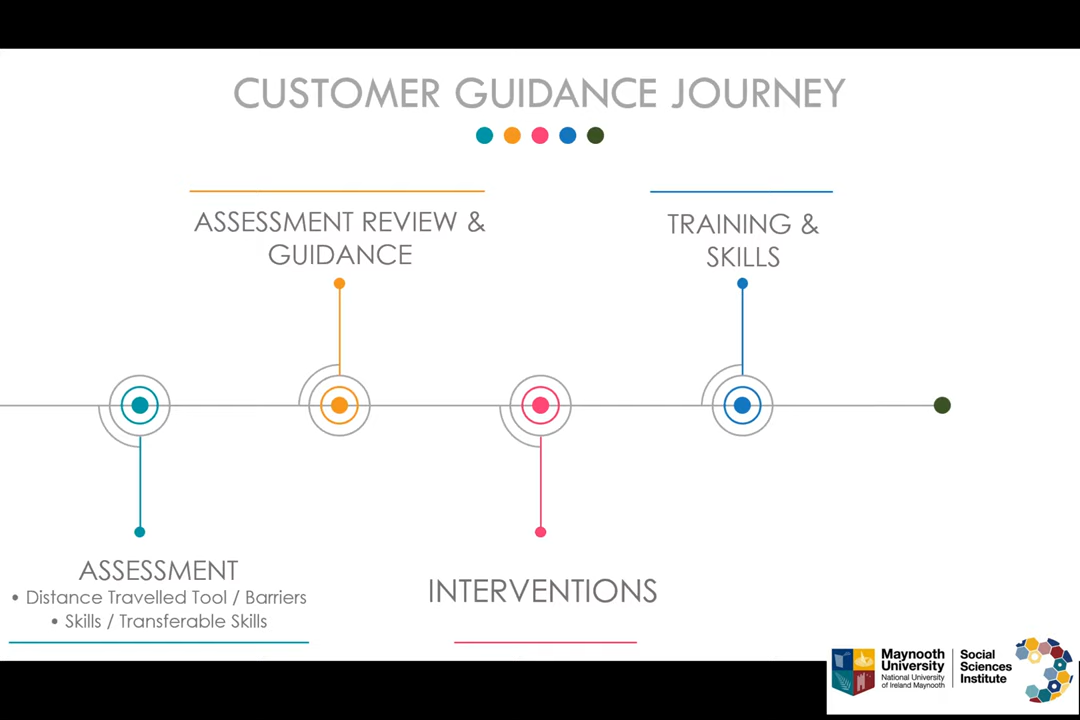 CUSTOMER GUIDANCE JOURNEY
ASSESSMENT REVIEW &
GUIDANCE
TRAINING &
SKILLS
ASSESSMENT
• Distance Travelled Tool / Barriers
• Skills / Transferable Skills
INTERVENTIONS
Maynooth
University
National University
of Ireland Maynooth
Social
Sciences
Institute